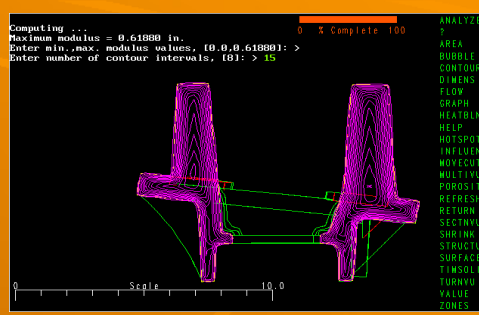 Computing ...
Maximum modulus = 0.61880 in.
Enter min.,max. modulus values, [0.0,0.61880]: >
Enter number of contour intervals, [8]: > 15
0 % Complete 100
ANALYZE
?
AREA
BUBBLE
CONTOUR
DIMENS
FLOW
GRAPH
HEATBLN
HELP
HOTSPOT
INFLUEN
MOVECUT
MULTIVU
POROSIT
REFRESH
RETURN
SECTNVU
SHRINK
STRUCTU
SURFACE
TIMSOLI
TURNVU
VALUE
ZONES
0 Scale 10.0